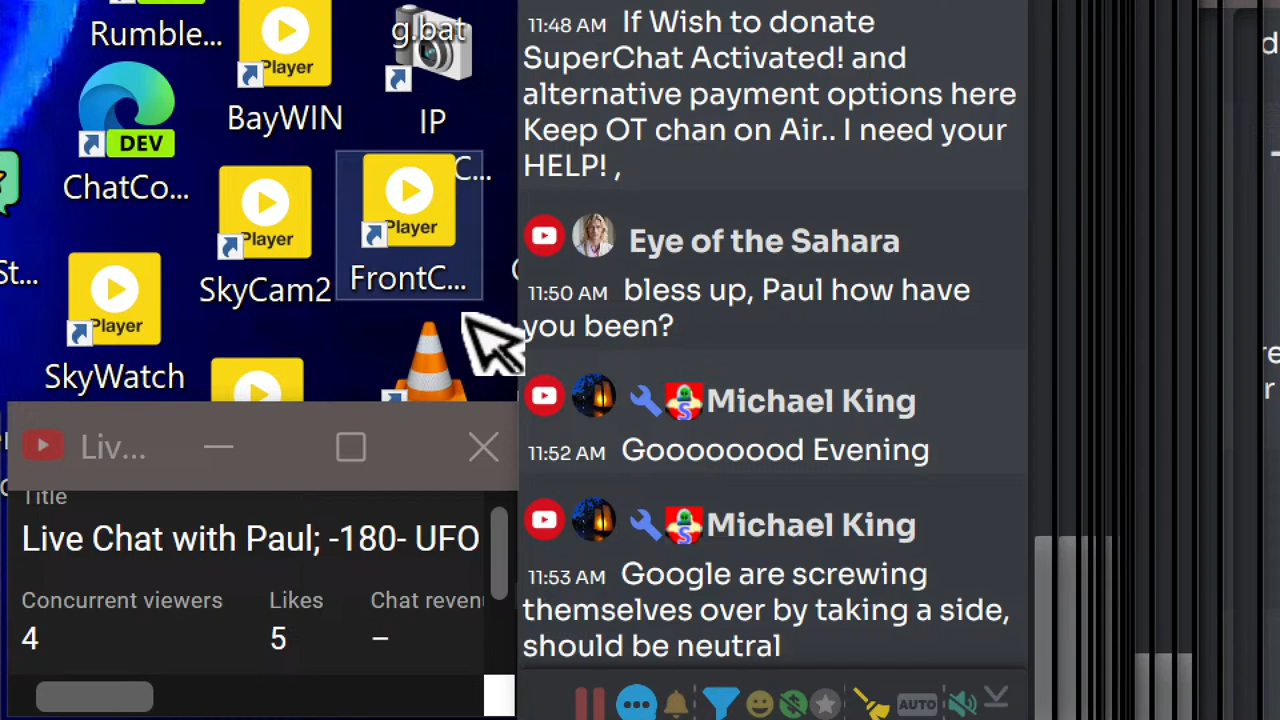 Rumble...
Player
BayWIN
g.bat
IP
DEV
ChatCo...
Player
SkyCam2
C...
Player
FrontC...
St...
Player
SkyWatch
Liv...
Title
Live Chat with Paul; -180- UFO
Concurrent viewers
4
Likes
5
Chat reven
–
11:48 AM If Wish to donate
SuperChat Activated! and
alternative payment options here
Keep OT chan on Air.. I need your
HELP! ,
Eye of the Sahara
11:50 AM bless up, Paul how have
you been?
Michael King
11:52 AM Goooooood Evening
Michael King
11:53 AM Google are screwing
themselves over by taking a side,
should be neutral
AUTO